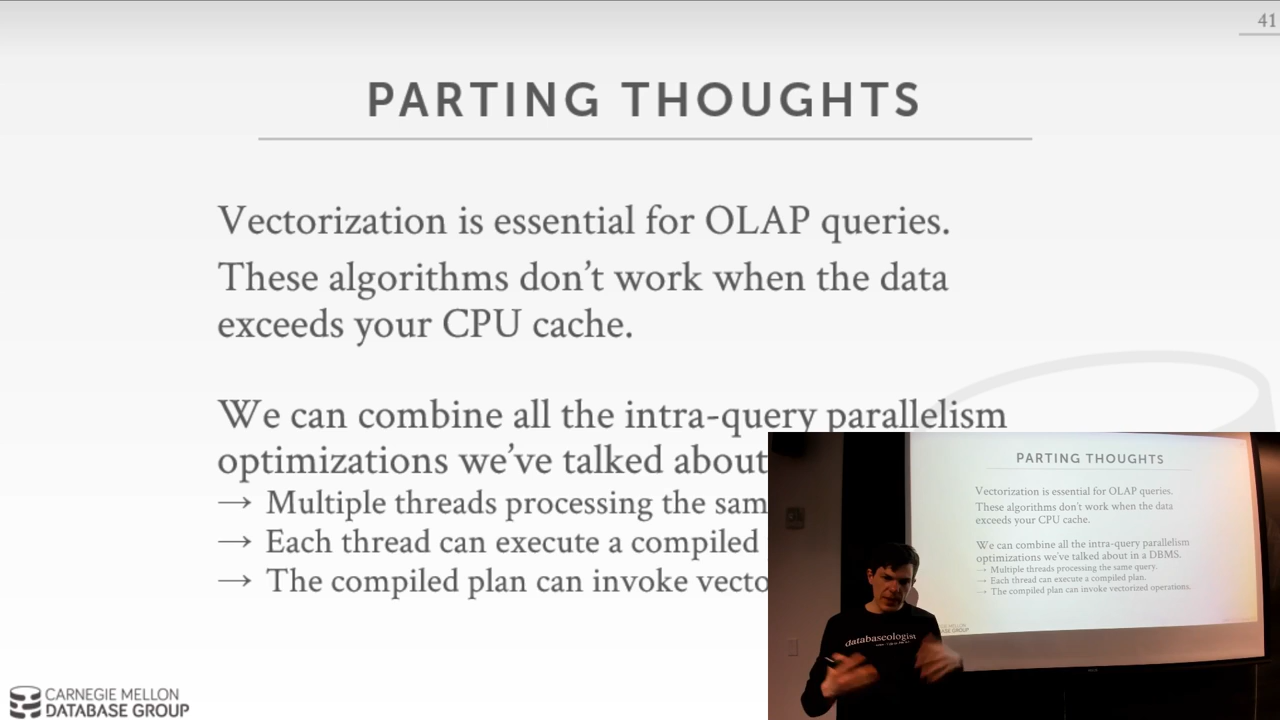 41
PARTING THOUGHTS
Vectorization is essential for OLAP queries.
These algorithms don’t work when the data
exceeds your CPU cache.
We can combine all the intra-query parallelism
optimizations we’ve talked about
→ Multiple threads processing the sam
→ Each thread can execute a compiled
→ The compiled plan can invoke vecto
CARNEGIE MELLON
DATABASE GROUP
PARTING THOUGHTS
Vectorization is essential for OLAP queries.
These algorithms don’t work when the data
exceeds your CPU cache.
We can combine all the intra-query parallelism
optimizations we’ve talked about in a DBMS.
→ Multiple threads processing the same query.
→ Each thread can execute a compiled plan.
→ The compiled plan can invoke vectorized operations.
databaseologist